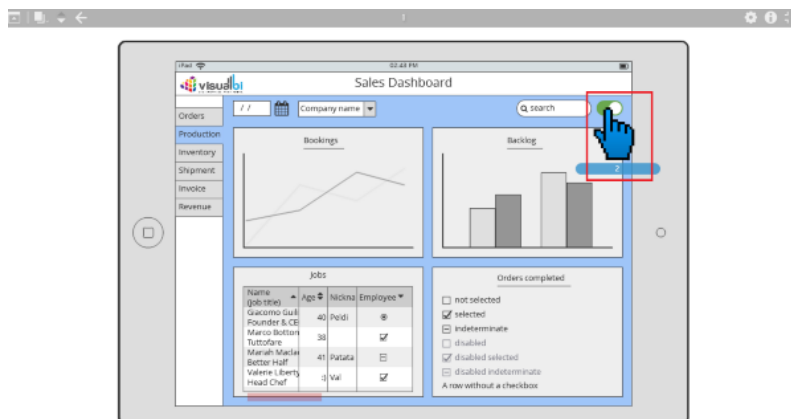 1
iPad
02:43 PM
visualbi
Sales Dashboard
/ /
Company name
search
Orders
Production
Inventory
Shipment
Invoice
Revenue
Bookings
Backlog
2
Jobs
Name
(job title)
Age
Nickna
Employee
Giacomo Guil
Founder & CE
40
Peldi
Marco Botton
Tuttofare
38
Mariah Maclac
Better Half
41
Patata
Valerie Liberty
Head Chef
:)
Val
Orders completed
not selected
selected
indeterminate
disabled
disabled selected
disabled indeterminate
A row without a checkbox